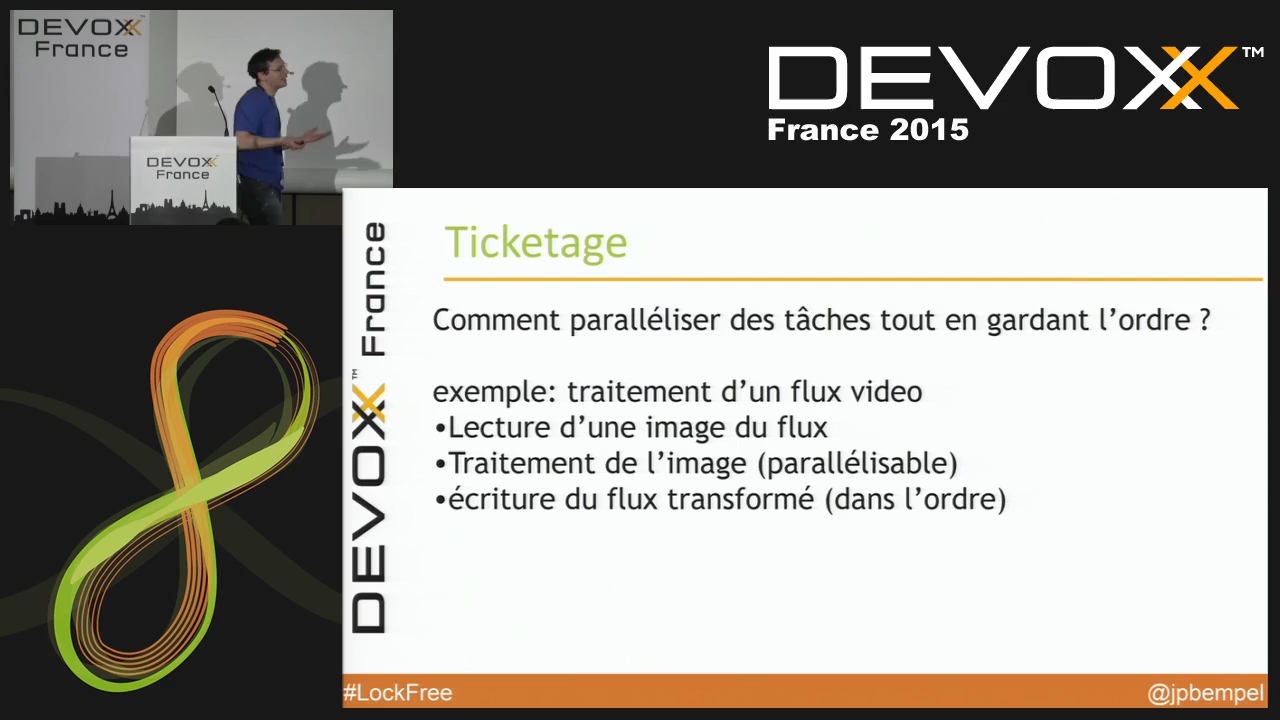 DEVOXX
France
DEVOXX
France
DEVOXX™
France 2015
DEVOXX™ France
Ticketage
Comment paralléliser des tâches tout en gardant l’ordre ?
exemple: traitement d’un flux video
•Lecture d’une image du flux
•Traitement de l’image (parallélisable)
•écriture du flux transformé (dans l’ordre)
#LockFree
@jpbempel